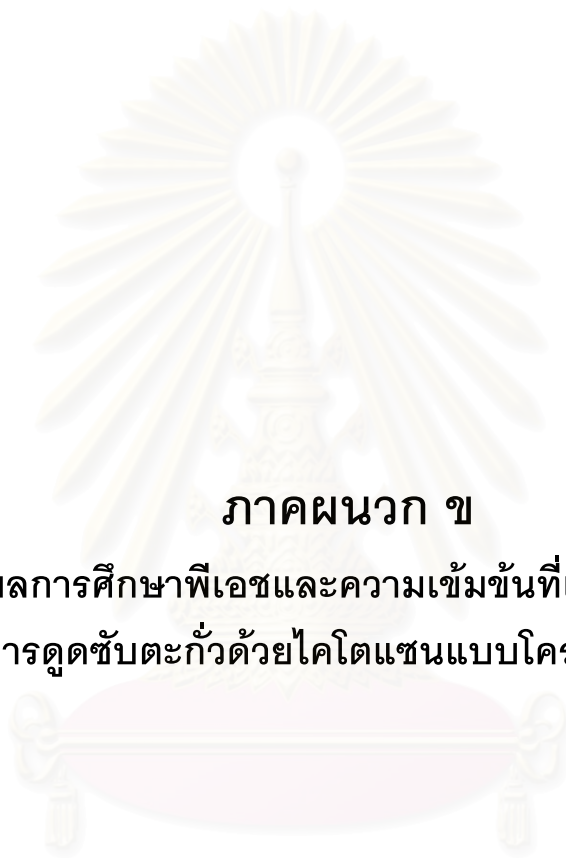 ภาคผนวก ข
ลการศึกษาพีเอชและความเข้มข้นที่
ารดูดซับตะกั่วด้วยไคโตแซนแบบโคร